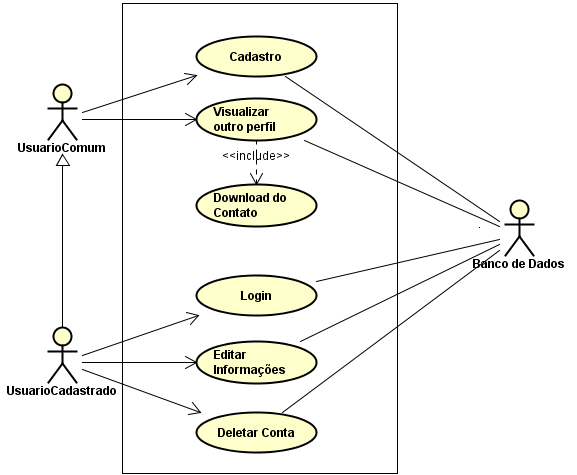 Cadastro
UsuarioComum
Visualizar
outro perfil
<<include>>
Download do
Contato
Banco de Dados
Login
UsuarioCadastrado
Editar
Informações
Deletar Conta